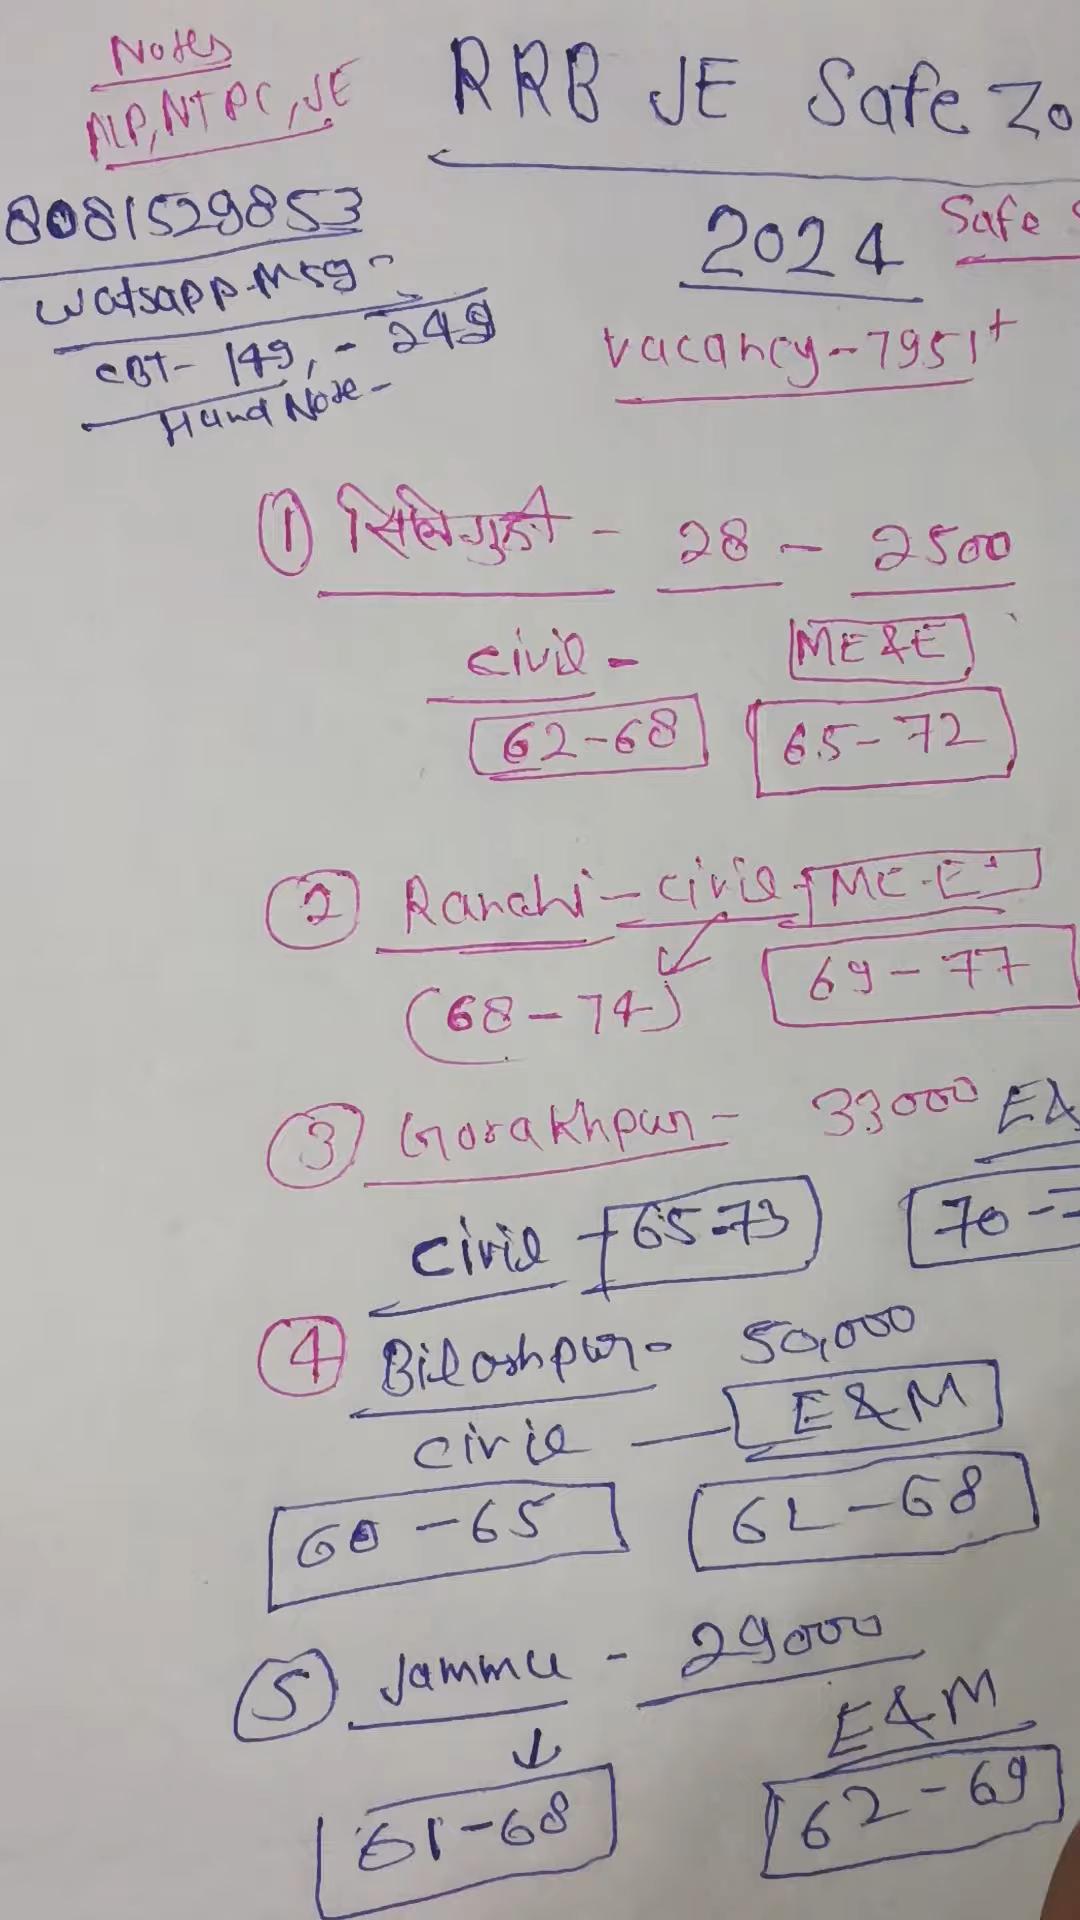 Notes
ALP, NTPC, JE
8081529853
Watsapp-Msg-
CBT- 149, - 249
Hand Note-
RRB JE Safe Zo
2024
Safe S
Vacancy-7951+
① सिलिगुड़ी - 28 - 2500
Civil - ME&E
62-68 65-72
② Ranchi - Civil - ME-E
(68-74) 69-77
③ Gorakhpur - 33000 E&
Civil - 65-73 70-7
④ Bilashpur - 50,000
Civil — E&M
60-65 62-68
⑤ Jammu - 29000
E&M
61-68 62-69